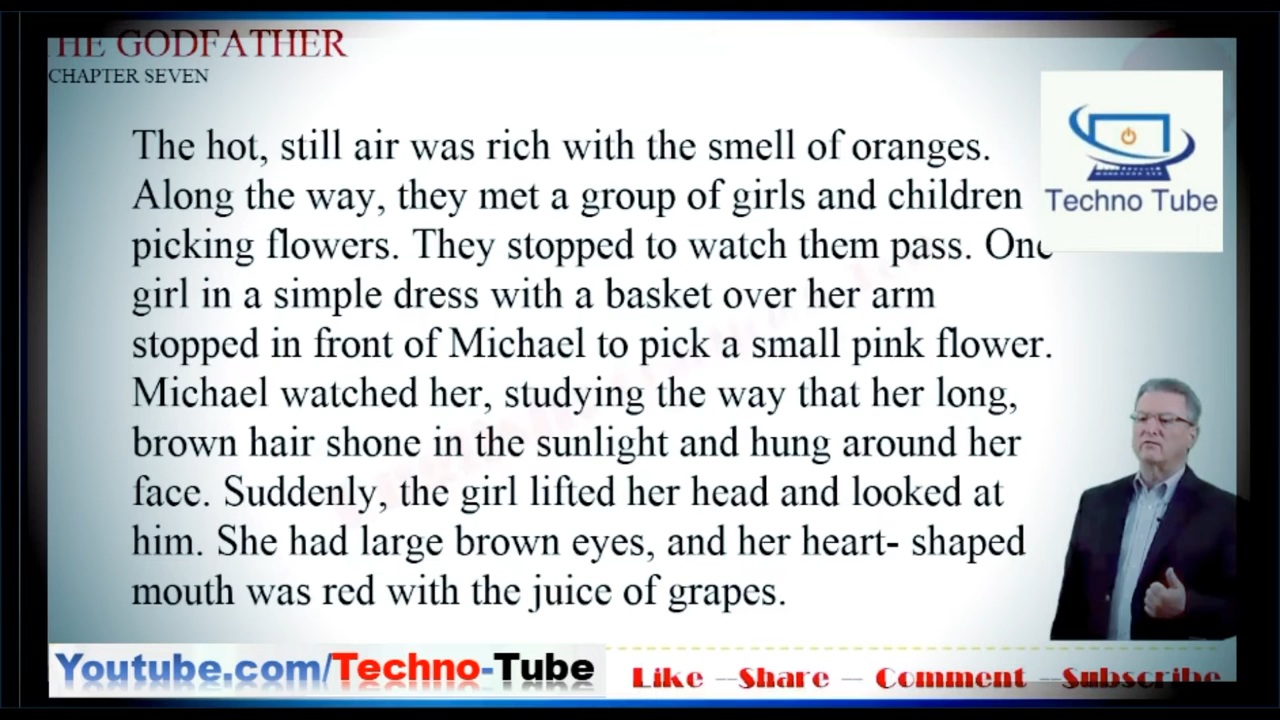 THE GODFATHER
CHAPTER SEVEN
The hot, still air was rich with the smell of oranges.
Along the way, they met a group of girls and children
picking flowers. They stopped to watch them pass. One
girl in a simple dress with a basket over her arm
stopped in front of Michael to pick a small pink flower.
Michael watched her, studying the way that her long,
brown hair shone in the sunlight and hung around her
face. Suddenly, the girl lifted her head and looked at
him. She had large brown eyes, and her heart- shaped
mouth was red with the juice of grapes.
Techno Tube
Youtube.com/Techno-Tube
Like --Share -- Comment --Subscribe